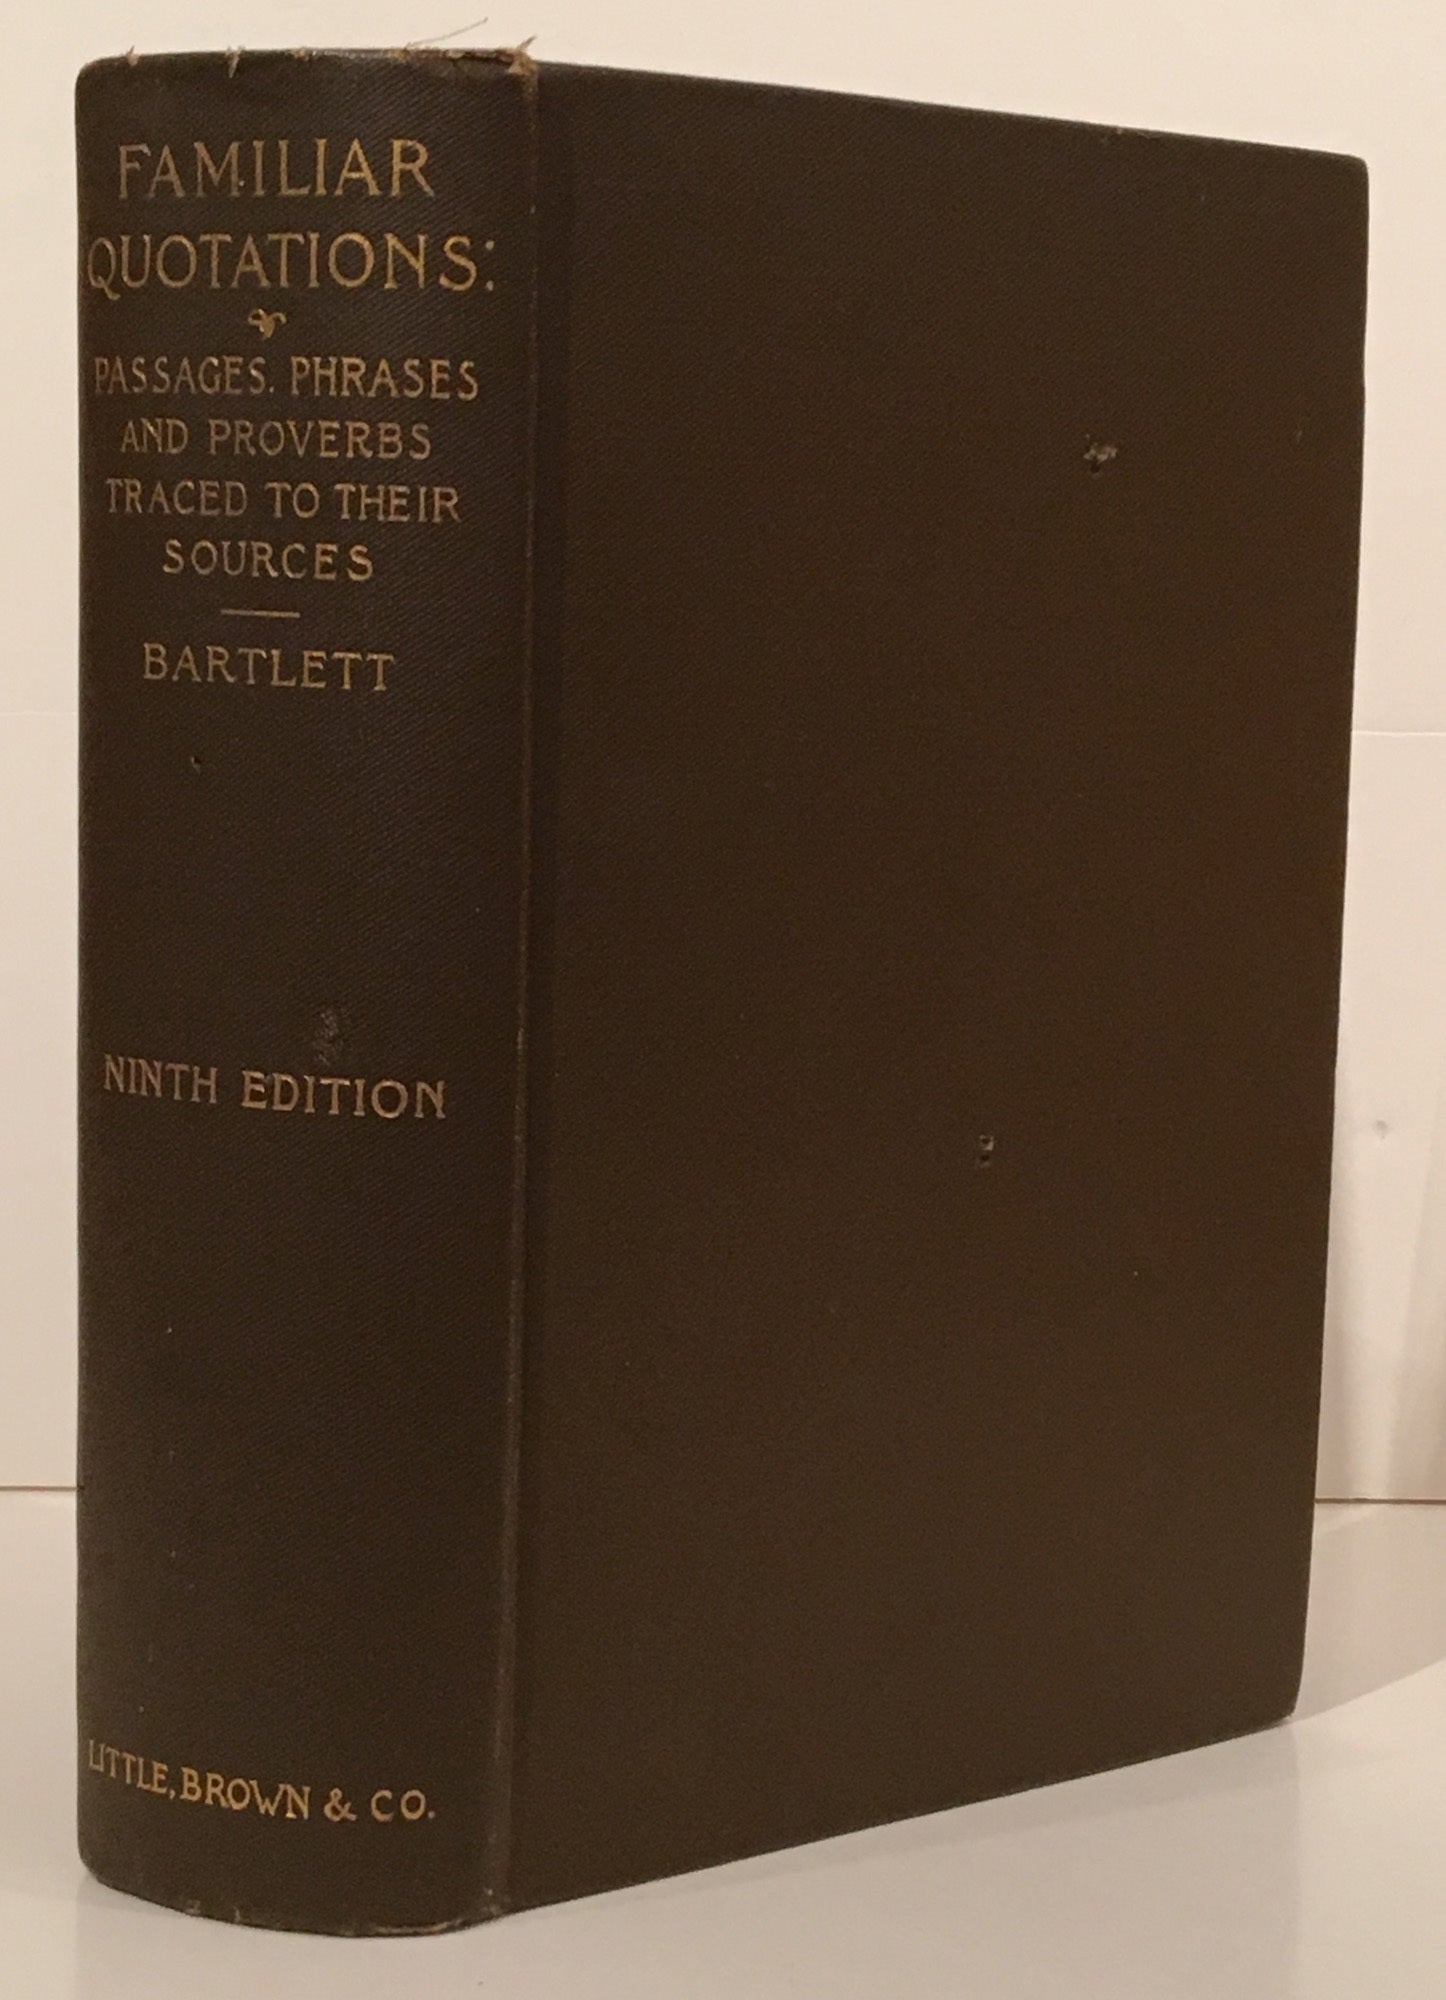 FAMILIAR
QUOTATIONS:
PASSAGES. PHRASES
AND PROVERBS
TRACED TO THEIR
SOURCES
BARTLETT
NINTH EDITION
LITTLE, BROWN & CO.